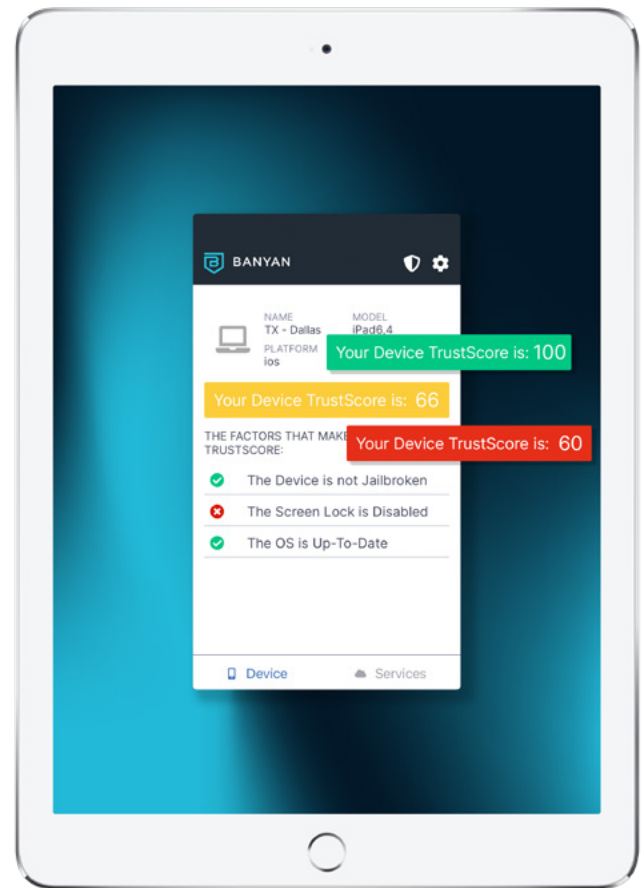 BANYAN
NAME MODEL
TX - Dallas iPad6,4
PLATFORM
ios
Your Device TrustScore is: 100
Your Device TrustScore is: 66
THE FACTORS THAT MAKE
Your Device TrustScore is: 60
TRUSTSCORE:
The Device is not Jailbroken
The Screen Lock is Disabled
The OS is Up-To-Date
Device Services